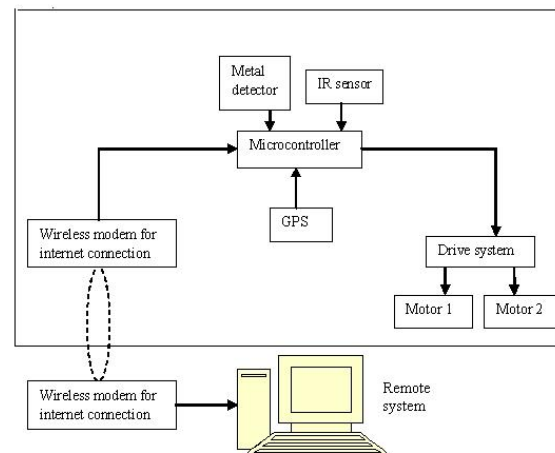 Metal
detector
IR sensor
Microcontroller
GPS
Wireless modem for
internet connection
Drive system
Motor 1
Motor 2
Wireless modem for
internet connection
Remote
system